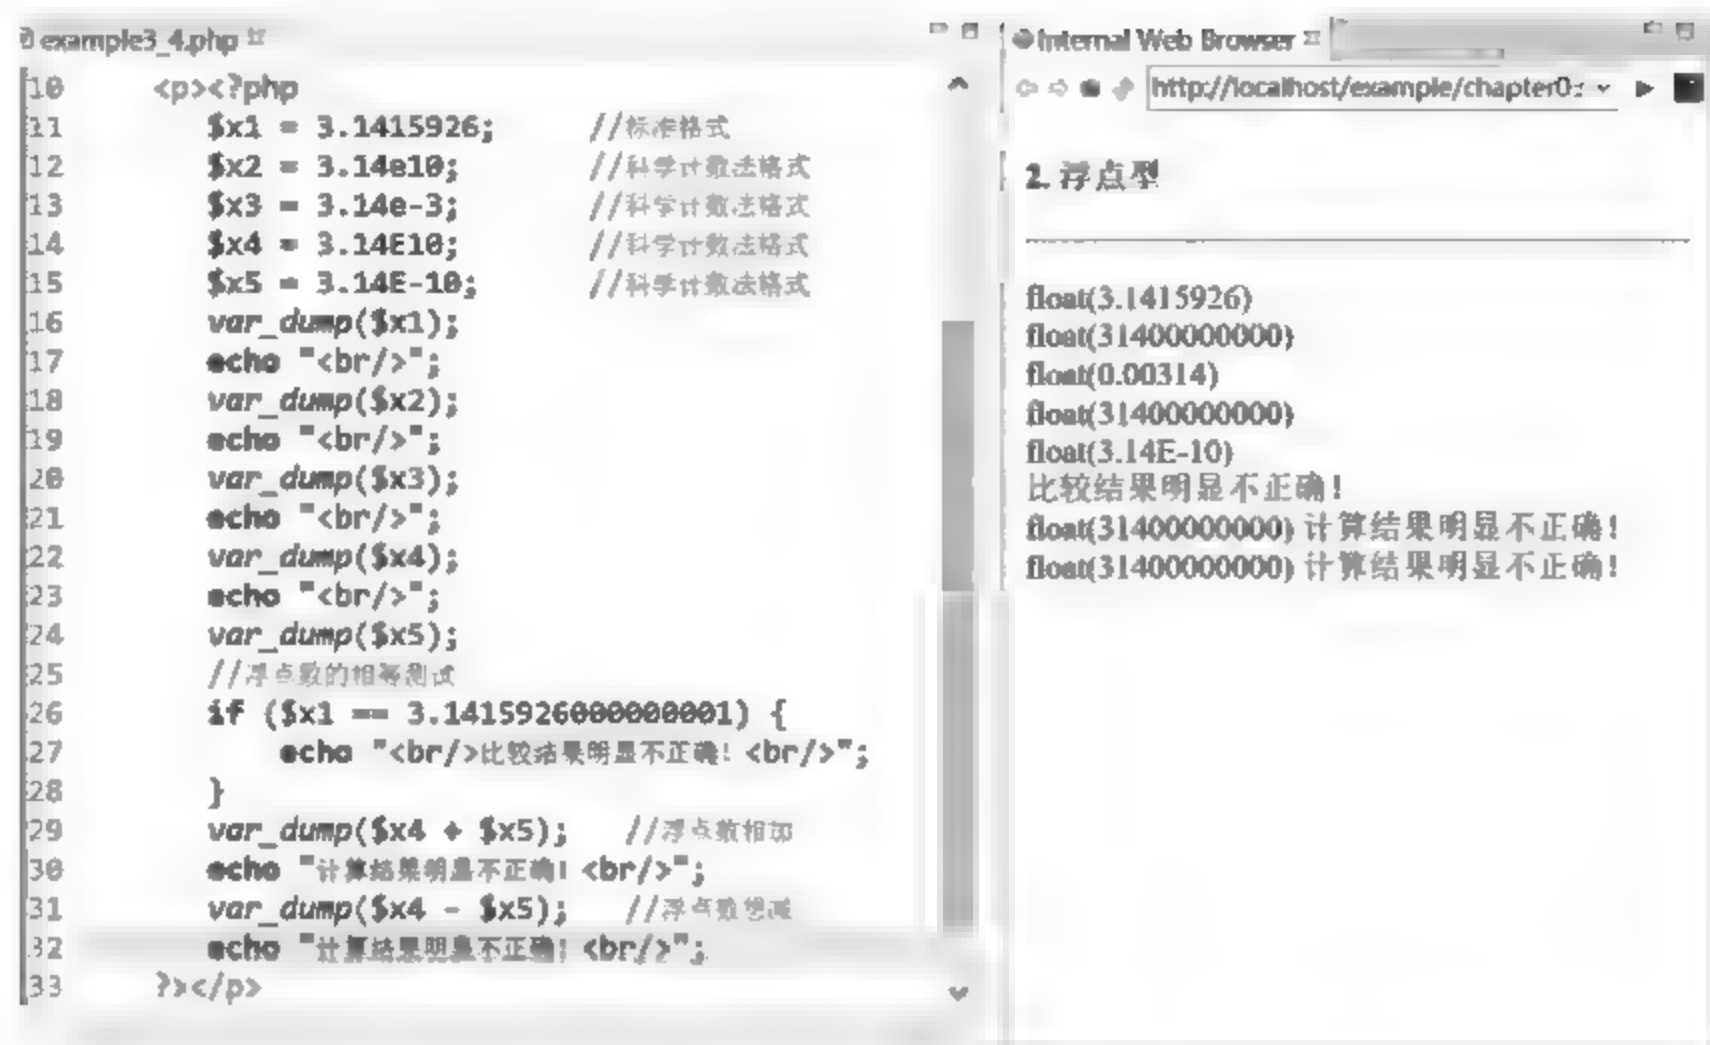 example3_4.php
10 <p><?php
11 $x1 = 3.1415926; //标准格式
12 $x2 = 3.14e10; //科学计数法格式
13 $x3 = 3.14e-3; //科学计数法格式
14 $x4 = 3.14E10; //科学计数法格式
15 $x5 = 3.14E-10; //科学计数法格式
16 var_dump($x1);
17 echo "<br/>";
18 var_dump($x2);
19 echo "<br/>";
20 var_dump($x3);
21 echo "<br/>";
22 var_dump($x4);
23 echo "<br/>";
24 var_dump($x5);
25 //浮点数的相等测试
26 if ($x1 == 3.1415926000000001) {
27 echo "<br/>比较结果明显不正确! <br/>";
28 }
29 var_dump($x4 + $x5); //浮点数相加
30 echo "计算结果明显不正确! <br/>";
31 var_dump($x4 - $x5); //浮点数想减
32 echo "计算结果明显不正确! <br/>";
33 ?></p>
Internal Web Browser
http://localhost/example/chapter0
2. 浮点型
float(3.1415926)
float(31400000000)
float(0.00314)
float(31400000000)
float(3.14E-10)
比较结果明显不正确!
float(31400000000) 计算结果明显不正确!
float(31400000000) 计算结果明显不正确!